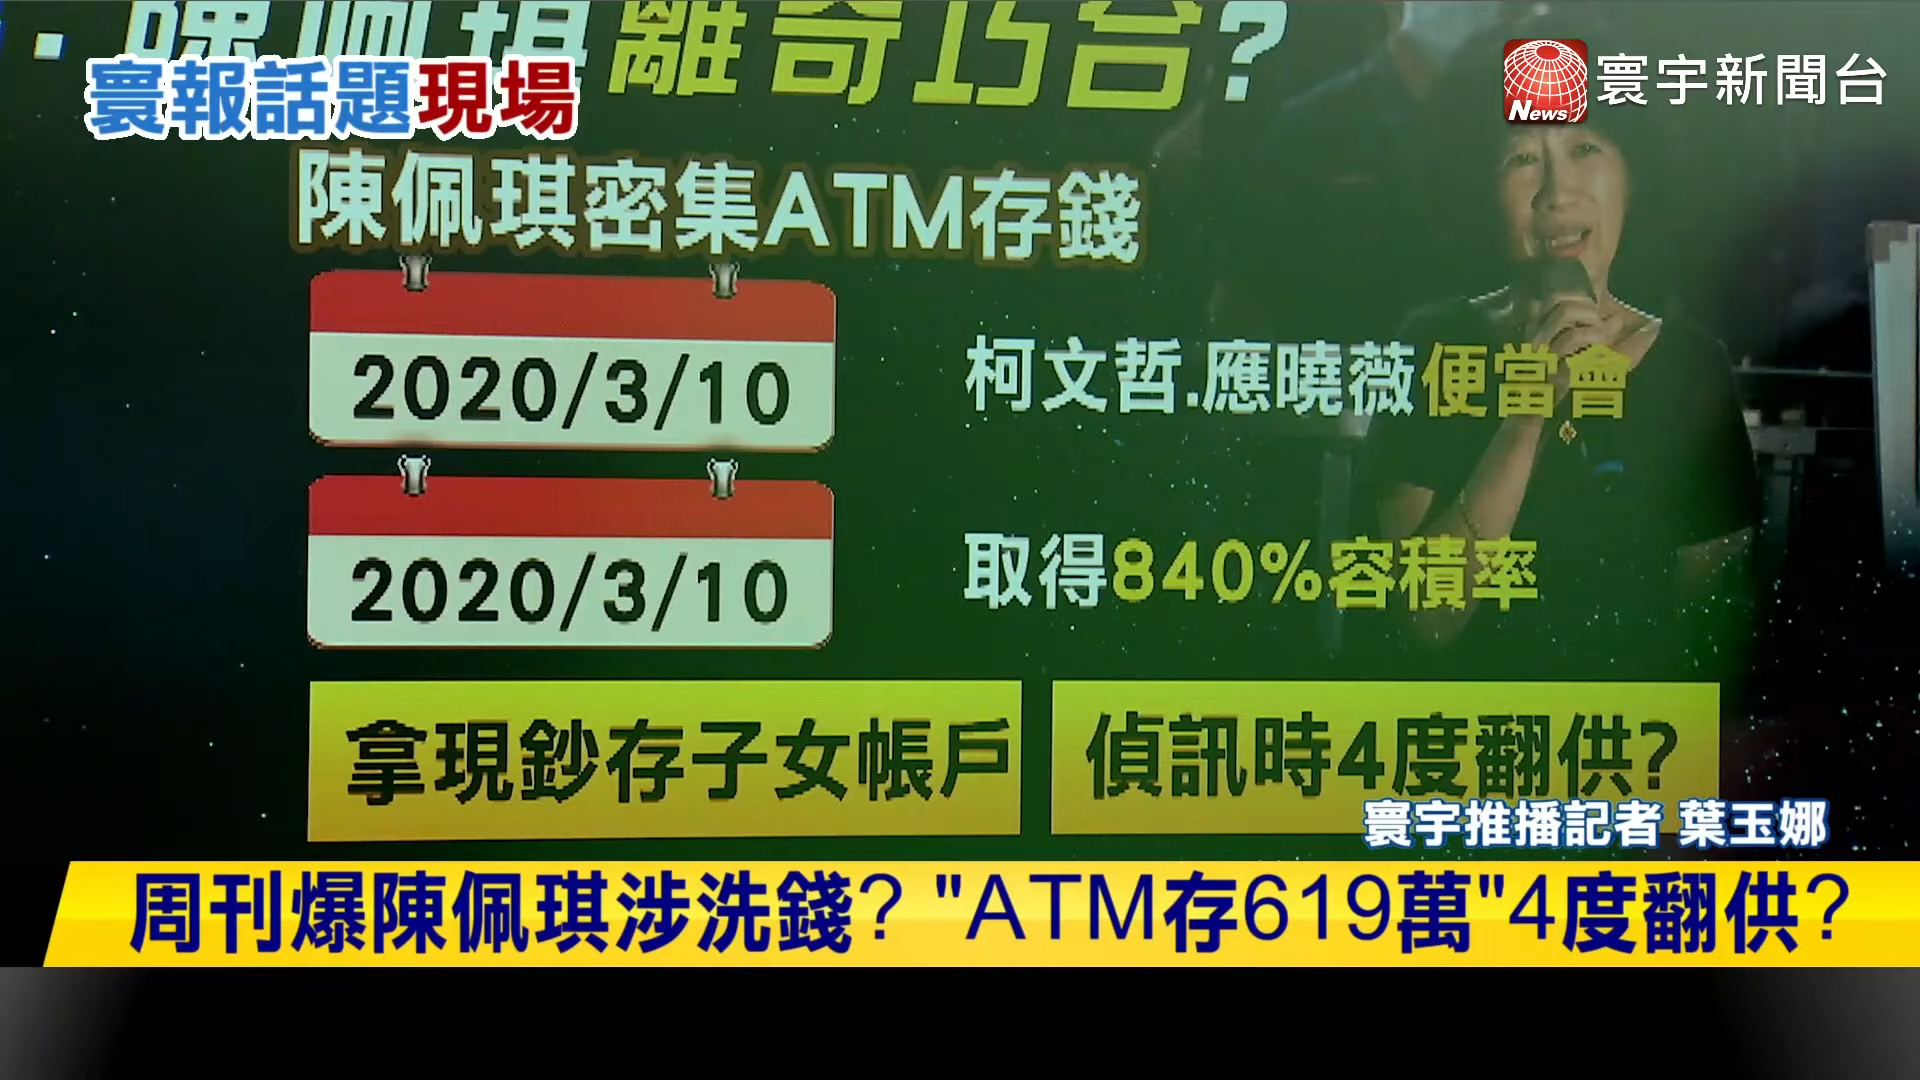 離奇巧合?
寰報話題現場
News
寰宇新聞台
陳佩琪密集ATM存錢
2020/3/10
柯文哲.應曉薇便當會
2020/3/10
取得840%容積率
拿現鈔存子女帳戶
偵訊時4度翻供?
寰宇推播記者 葉玉娜
周刊爆陳佩琪涉洗錢? "ATM存619萬"4度翻供?